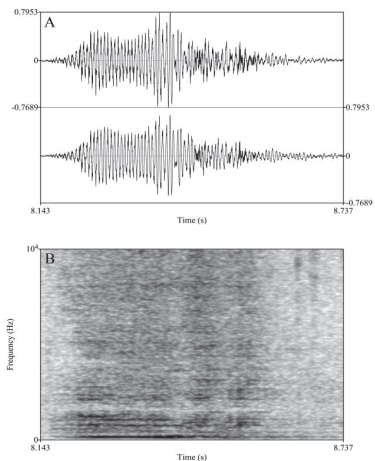 0.7953
A
0
-0.7689
0.7953
0
-0.7689
8.143
8.737
Time (s)
B
10⁴
Frequency (Hz)
0
8.143
8.737
Time (s)